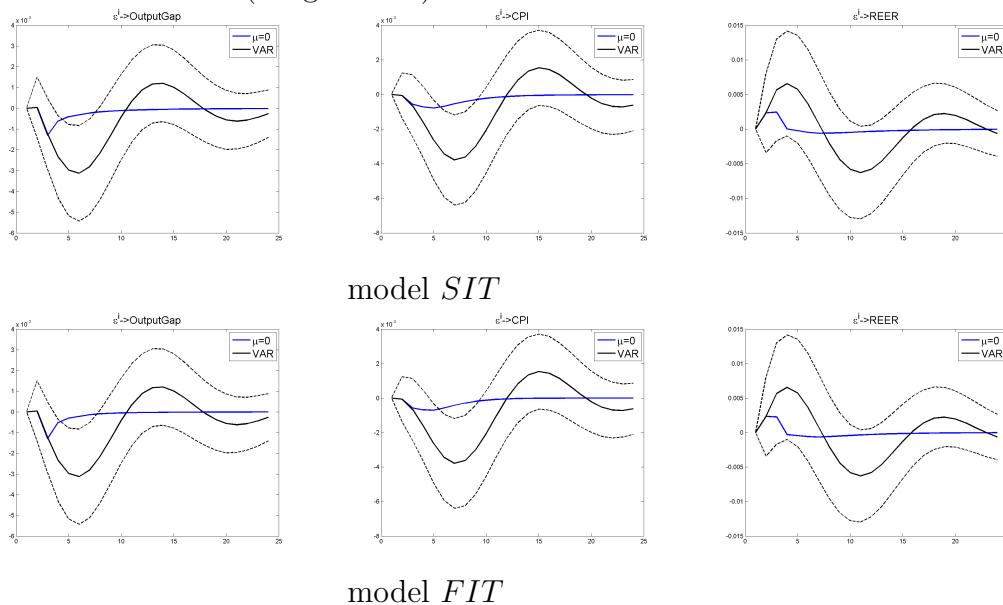 εⁱ->OutputGap
x 10⁻³
μ=0
VAR
4
3
2
1
0
-1
-2
-3
-4
-5
-6
0 5 10 15 20 25
εⁱ->CPI
x 10⁻³
μ=0
VAR
4
2
0
-2
-4
-6
-8
0 5 10 15 20 25
εⁱ->REER
μ=0
VAR
0.015
0.01
0.005
0
-0.005
-0.01
-0.015
0 5 10 15 20
model SIT
εⁱ->OutputGap
x 10⁻³
μ=0
VAR
4
3
2
1
0
-1
-2
-3
-4
-5
-6
0 5 10 15 20 25
εⁱ->CPI
x 10⁻³
μ=0
VAR
4
2
0
-2
-4
-6
-8
0 5 10 15 20 25
εⁱ->REER
μ=0
VAR
0.015
0.01
0.005
0
-0.005
-0.01
-0.015
0 5 10 15 20
model FIT